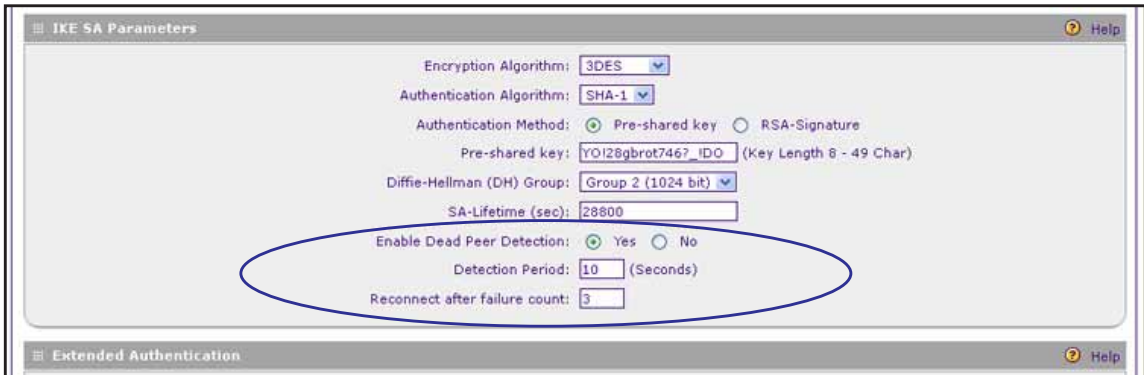 IKE SA Parameters Help
Encryption Algorithm: 3DES
Authentication Algorithm: SHA-1
Authentication Method: Pre-shared key RSA-Signature
Pre-shared key: YO!28gbrot746?_!DO (Key Length 8 - 49 Char)
Diffie-Hellman (DH) Group: Group 2 (1024 bit)
SA-Lifetime (sec): 28800
Enable Dead Peer Detection: Yes No
Detection Period: 10 (Seconds)
Reconnect after failure count: 3
Extended Authentication Help